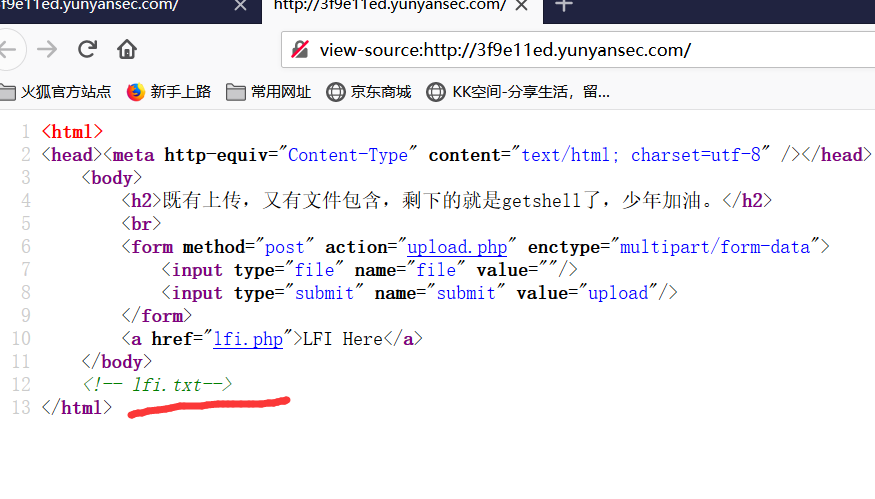 3f9e11ed.yunyansec.com/
http://3f9e11ed.yunyansec.com/
view-source:http://3f9e11ed.yunyansec.com/
火狐官方站点 新手上路 常用网址 京东商城 KK空间-分享生活，留...
1 <html>
2 <head><meta http-equiv="Content-Type" content="text/html; charset=utf-8" /></head>
3 <body>
4 <h2>既有上传，又有文件包含，剩下的就是getshell了，少年加油。</h2>
5 <br>
6 <form method="post" action="upload.php" enctype="multipart/form-data">
7 <input type="file" name="file" value=""/>
8 <input type="submit" name="submit" value="upload"/>
9 </form>
10 <a href="lfi.php">LFI Here</a>
11 </body>
12 <!-- lfi.txt-->
13 </html>